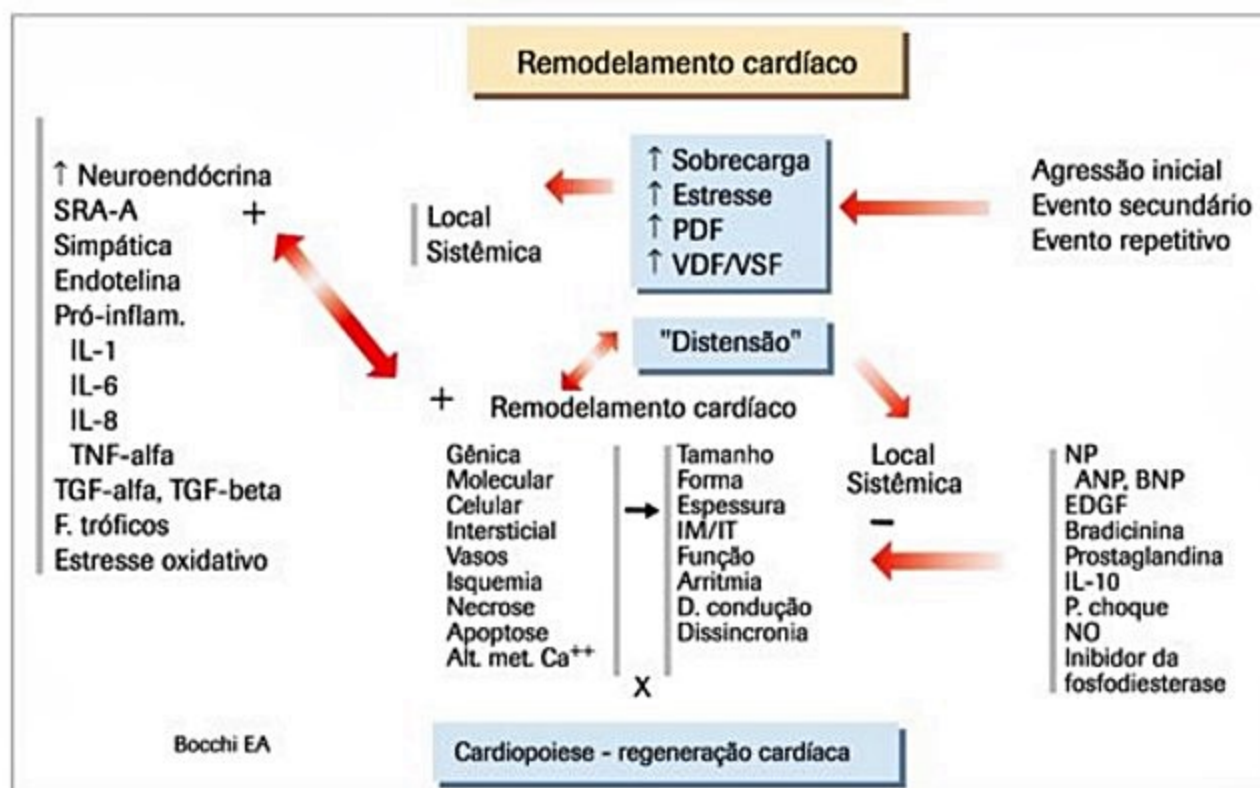 Remodelamento cardíaco
↑ Neuroendócrina
SRA-A +
Simpática
Endotelina
Pró-inflam.
IL-1
IL-6
IL-8
TNF-alfa
TGF-alfa, TGF-beta
F. tróficos
Estresse oxidativo
Local
Sistêmica
↑ Sobrecarga
↑ Estresse
↑ PDF
↑ VDF/VSF
Agressão inicial
Evento secundário
Evento repetitivo
"Distensão"
+ Remodelamento cardíaco
Gênica
Molecular
Celular
Intersticial
Vasos
Isquemia
Necrose
Apoptose
Alt. met. Ca⁺⁺
Tamanho
Forma
Espessura
IM/IT
Função
Arritmia
D. condução
Dissincronia
X
Local
Sistêmica
–
NP
ANP, BNP
EDGF
Bradicinina
Prostaglandina
IL-10
P. choque
NO
Inibidor da
fosfodiesterase
Bocchi EA
Cardiopoiese - regeneração cardíaca